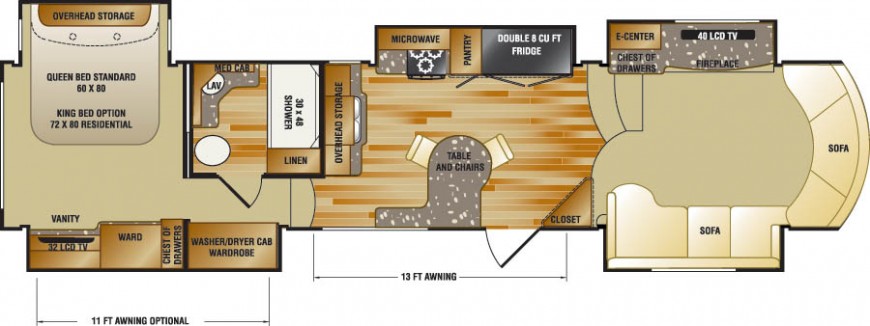 OVERHEAD STORAGE
QUEEN BED STANDARD
60 X 80
KING BED OPTION
72 X 80 RESIDENTIAL
MED CAB
LAV
30 x 48
SHOWER
LINEN
OVERHEAD STORAGE
MICROWAVE
PANTRY
DOUBLE 8 CU FT
FRIDGE
E-CENTER
CHEST OF
DRAWERS
40 LCD TV
FIREPLACE
TABLE
AND CHAIRS
SOFA
SOFA
CLOSET
VANITY
32 LCD TV
WARD
CHEST OF
DRAWERS
WASHER/DRYER CAB
WARDROBE
13 FT AWNING
11 FT AWNING OPTIONAL